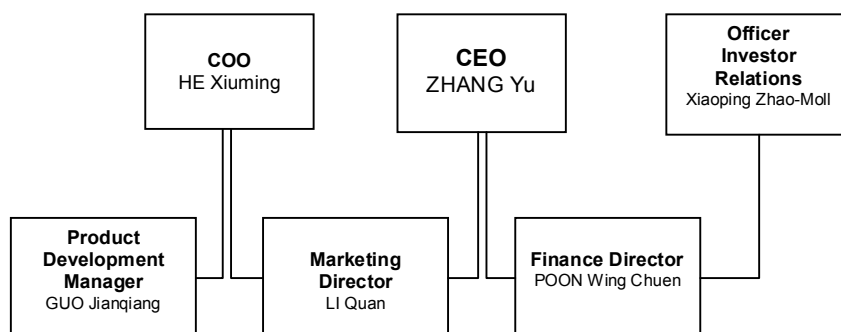 COO
HE Xiuming
CEO
ZHANG Yu
Officer
Investor
Relations
Xiaoping Zhao-Moll
Product
Development
Manager
GUO Jianqiang
Marketing
Director
LI Quan
Finance Director
POON Wing Chuen